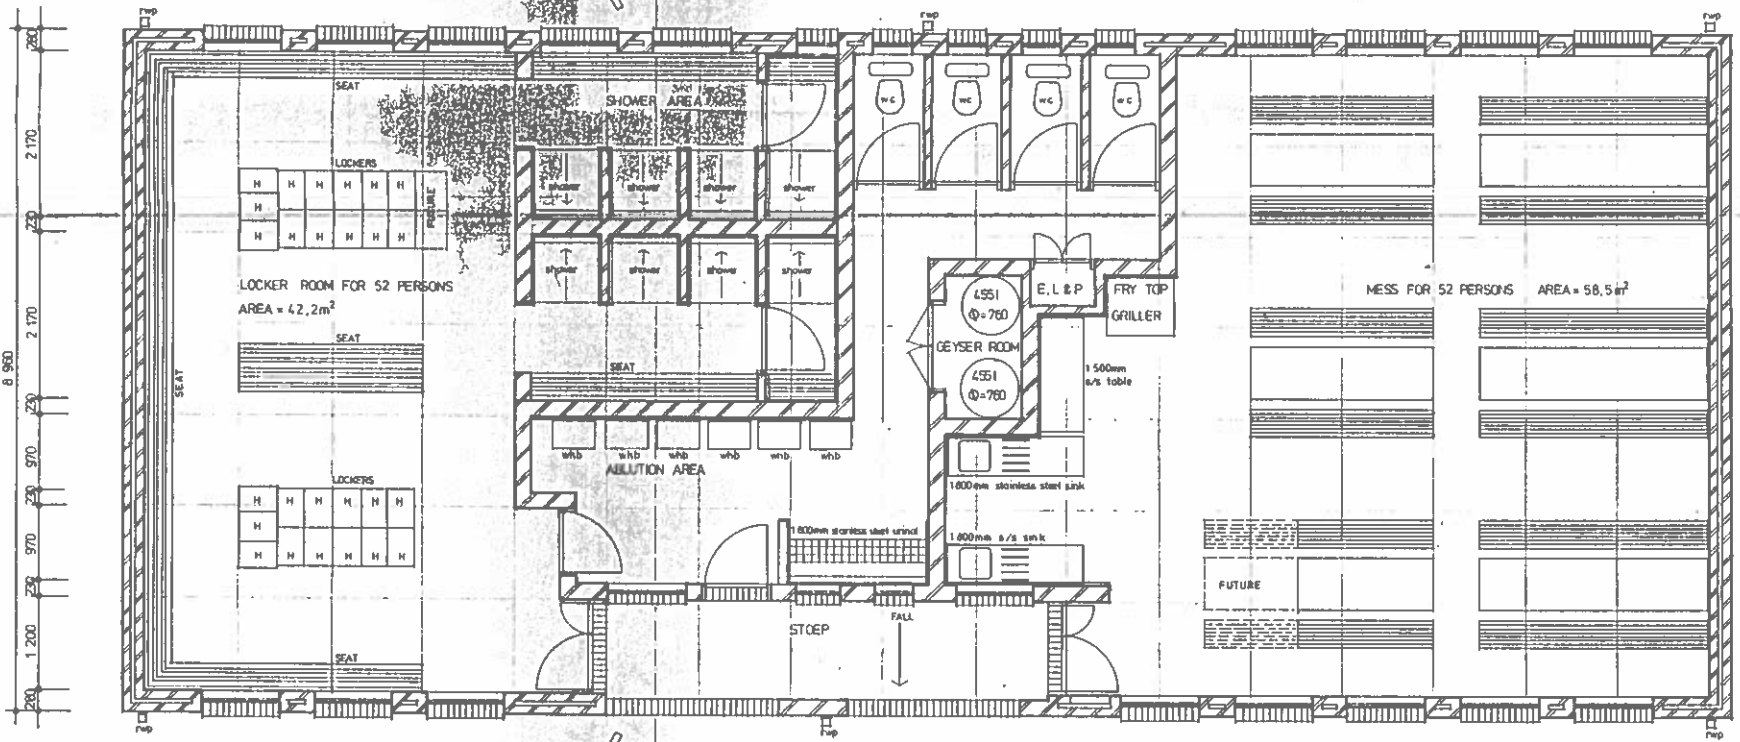 rwp
rwp
rwp
280
2 170
230
2 170
230
970
230
970
230
1 200
280
8 960
SEAT
SHOWER AREA
wc
wc
wc
wc
LOCKERS
H H H H H H
H
H H H H H
FUTURE
shower
shower
shower
shower
shower
shower
shower
shower
LOCKER ROOM FOR 52 PERSONS
AREA = 42,2m²
SEAT
SEAT
SEAT
E,L & P
FRY TOP
GRILLER
455l
Φ=760
GEYSER ROOM
455l
Φ=760
1 500mm
s/s table
MESS FOR 52 PERSONS AREA = 58,5m²
whb
whb
whb
whb
whb
whb
ABLUTION AREA
LOCKERS
H H H H H
H
H H H H H
1 800mm stainless steel sink
1 800mm stainless steel urinal
1 800mm s/s sink
FUTURE
STOEP
FALL
SEAT
rwp
rwp
rwp